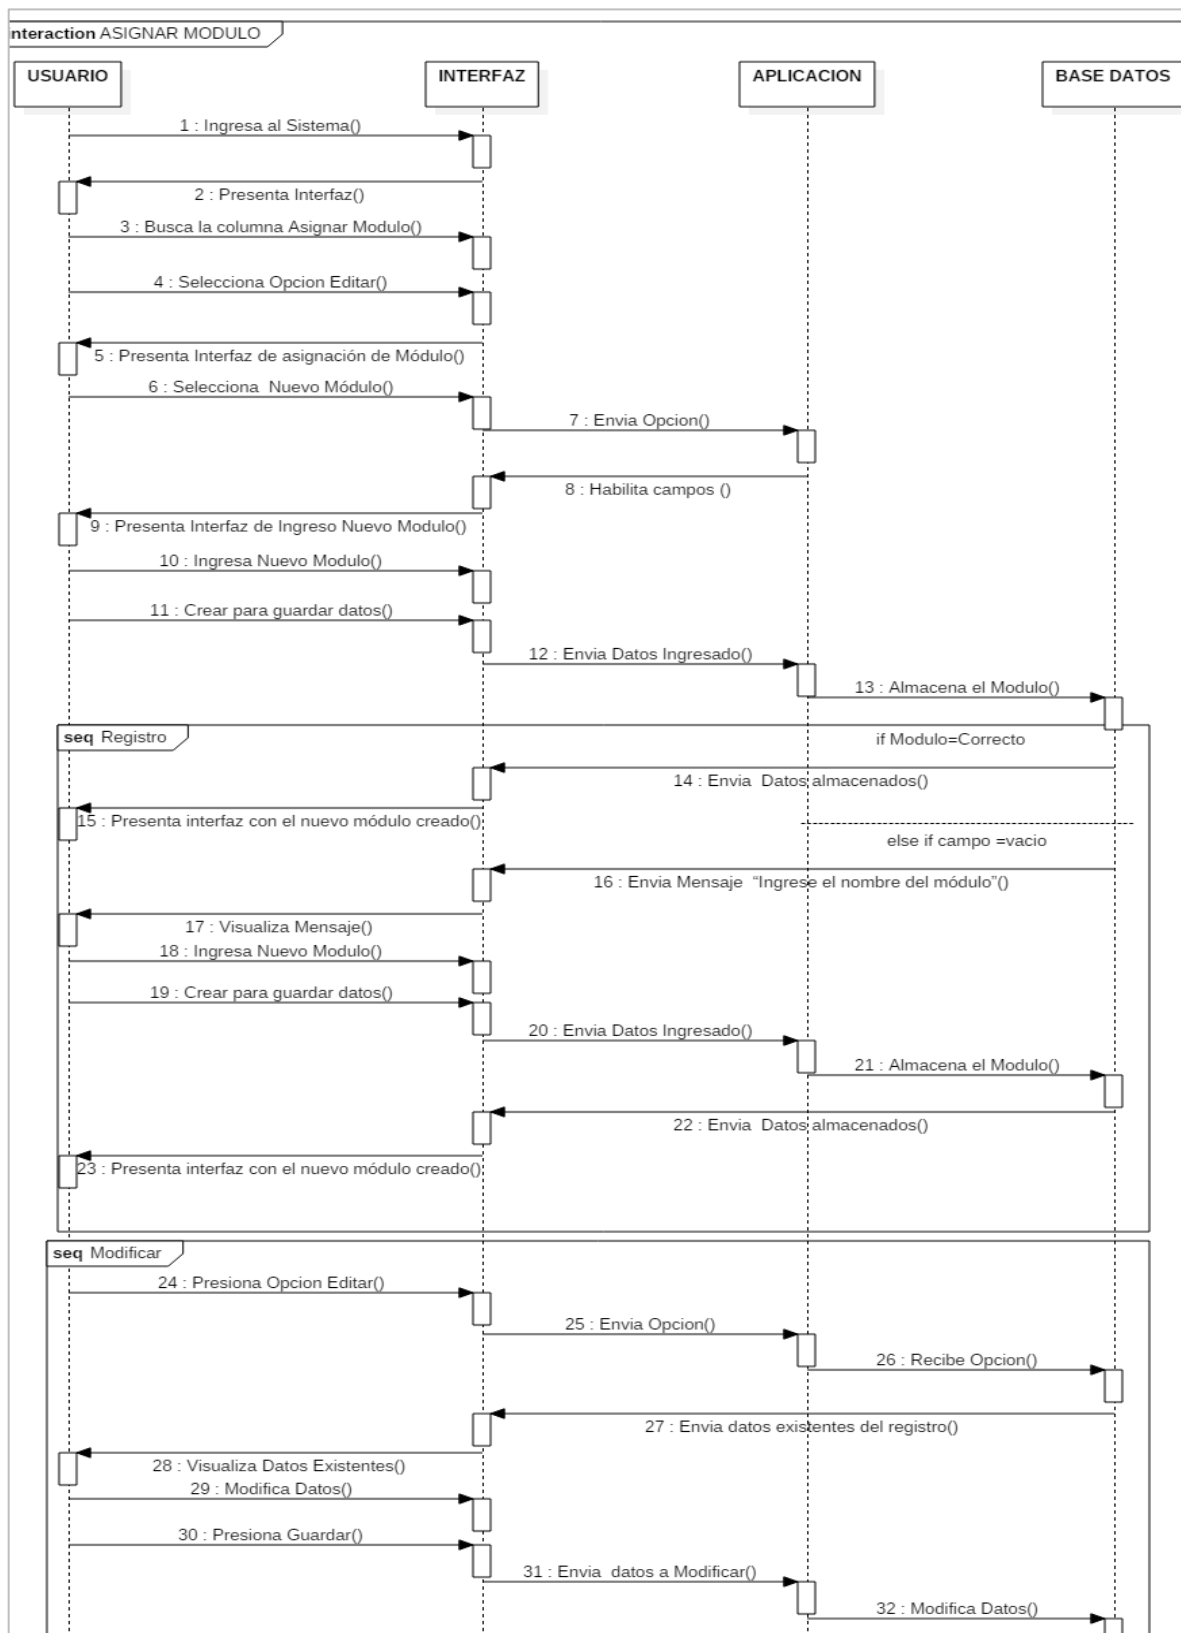 nteraction ASIGNAR MODULO
USUARIO
INTERFAZ
APLICACION
BASE DATOS
1 : Ingresa al Sistema()
2 : Presenta Interfaz()
3 : Busca la columna Asignar Modulo()
4 : Selecciona Opcion Editar()
5 : Presenta Interfaz de asignación de Módulo()
6 : Selecciona  Nuevo Módulo()
7 : Envia Opcion()
8 : Habilita campos ()
9 : Presenta Interfaz de Ingreso Nuevo Modulo()
10 : Ingresa Nuevo Modulo()
11 : Crear para guardar datos()
12 : Envia Datos Ingresado()
13 : Almacena el Modulo()
seq Registro
if Modulo=Correcto
14 : Envia  Datos almacenados()
15 : Presenta interfaz con el nuevo módulo creado()
else if campo =vacio
16 : Envia Mensaje  “Ingrese el nombre del módulo”()
17 : Visualiza Mensaje()
18 : Ingresa Nuevo Modulo()
19 : Crear para guardar datos()
20 : Envia Datos Ingresado()
21 : Almacena el Modulo()
22 : Envia  Datos almacenados()
23 : Presenta interfaz con el nuevo módulo creado()
seq Modificar
24 : Presiona Opcion Editar()
25 : Envia Opcion()
26 : Recibe Opcion()
27 : Envia datos existentes del registro()
28 : Visualiza Datos Existentes()
29 : Modifica Datos()
30 : Presiona Guardar()
31 : Envia  datos a Modificar()
32 : Modifica Datos()